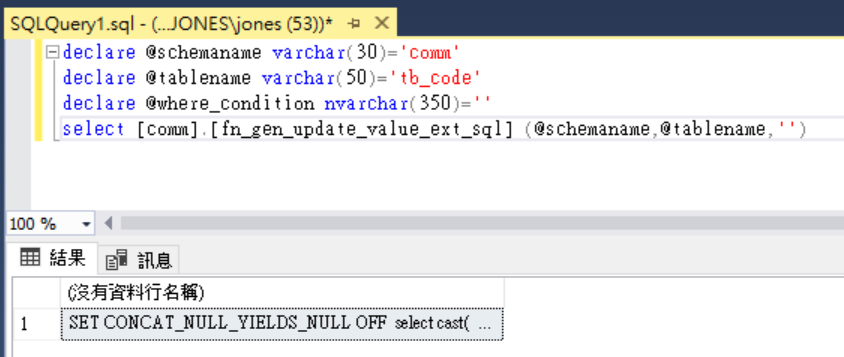 SQLQuery1.sql - (...JONES\jones (53))*
declare @schemaname varchar(30)='comm'
declare @tablename varchar(50)='tb_code'
declare @where_condition nvarchar(350)=''
select [comm].[fn_gen_update_value_ext_sql] (@schemaname,@tablename,'')
100 %
結果 訊息
(沒有資料行名稱)
1 SET CONCAT_NULL_YIELDS_NULL OFF select cast( ...